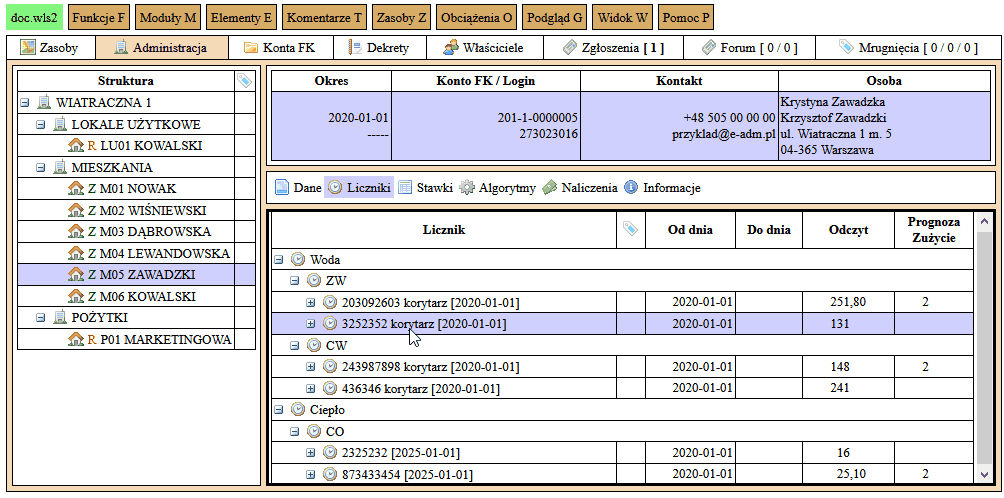 doc.wls2 Funkcje F Moduły M Elementy E Komentarze T Zasoby Z Obciążenia O Podgląd G Widok W Pomoc P
Zasoby Administracja Konta FK Dekrety Właściciele Zgłoszenia [ 1 ] Forum [ 0 / 0 ] Mrugnięcia [ 0 / 0 / 0 ]
Struktura
WIATRACZNA 1
LOKALE UŻYTKOWE
R LU01 KOWALSKI
MIESZKANIA
Z M01 NOWAK
Z M02 WIŚNIEWSKI
Z M03 DĄBROWSKA
Z M04 LEWANDOWSKA
Z M05 ZAWADZKI
Z M06 KOWALSKI
POŻYTKI
R P01 MARKETINGOWA
Okres Konto FK / Login Kontakt Osoba
2020-01-01 201-1-0000005 +48 505 00 00 00 Krystyna Zawadzka
----- 273023016 przyklad@e-adm.pl Krzysztof Zawadzki
ul. Wiatraczna 1 m. 5
04-365 Warszawa
Dane Liczniki Stawki Algorytmy Naliczenia Informacje
Licznik Od dnia Do dnia Odczyt Prognoza
Zużycie
Woda
ZW
203092603 korytarz [2020-01-01] 2020-01-01 251,80 2
3252352 korytarz [2020-01-01] 2020-01-01 131
CW
243987898 korytarz [2020-01-01] 2020-01-01 148 2
436346 korytarz [2020-01-01] 2020-01-01 241
Ciepło
CO
2325232 [2025-01-01] 2020-01-01 16
873433454 [2025-01-01] 2020-01-01 25,10 2